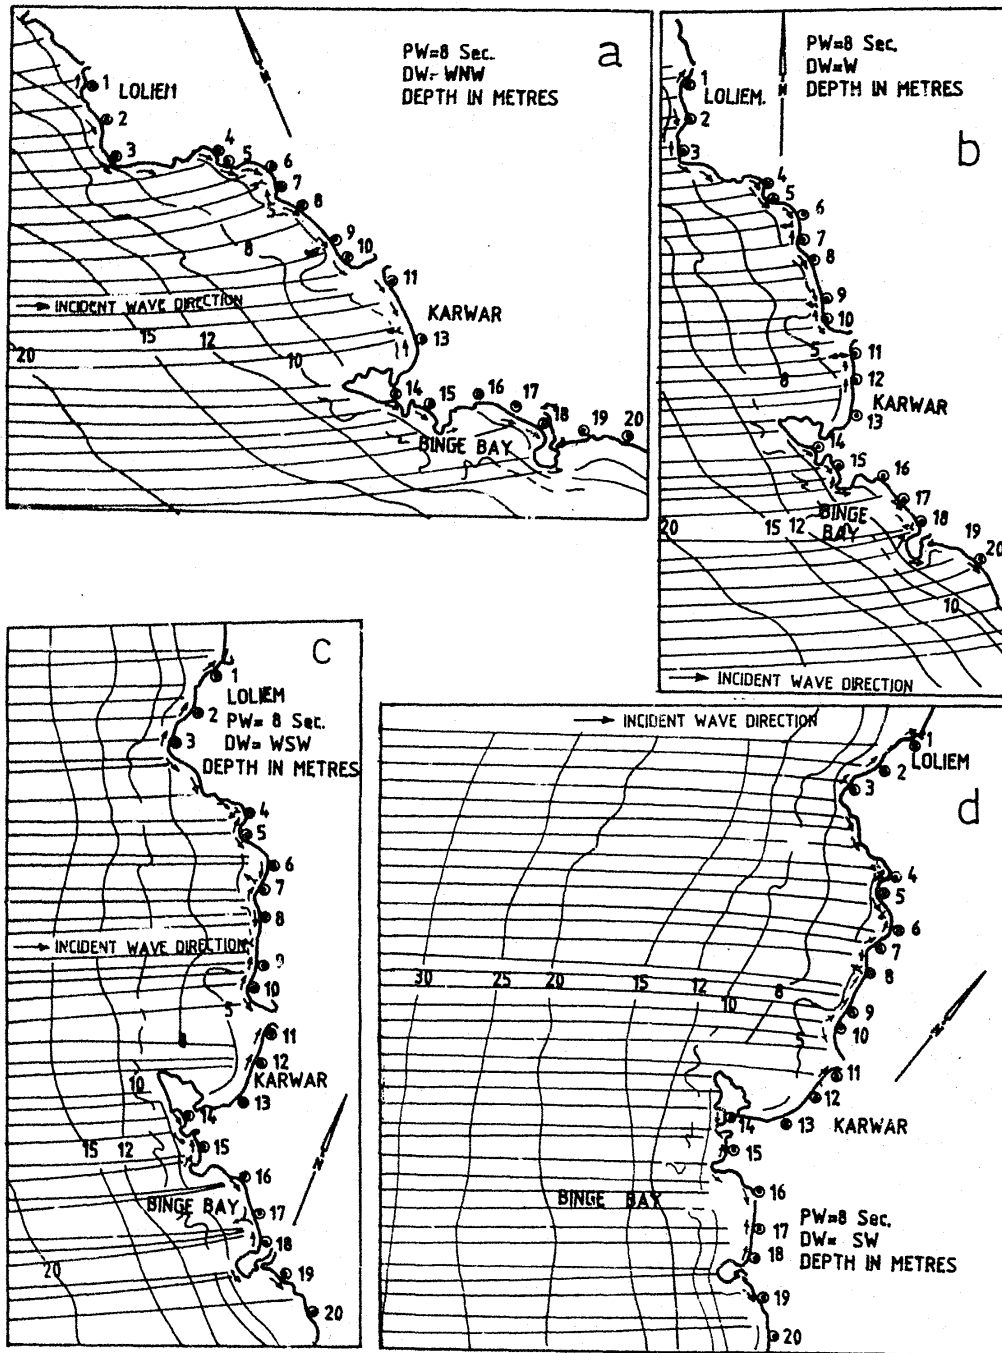 a
PW=8 Sec.
DW- WNW
DEPTH IN METRES
N
1
LOLIEM
2
3
4
5
6
7
5
8
9
8
10
11
INCIDENT WAVE DIRECTION
KARWAR
15
12
13
20
10
14
15
16
17
18
19
20
BINGE BAY
b
PW=8 Sec.
DW=W
DEPTH IN METRES
N
1
LOLIEM.
2
3
4
5
6
7
8
9
10
5
11
8
12
KARWAR
13
14
15
16
17
BINGE
BAY
18
19
20
20
15 12
10
INCIDENT WAVE DIRECTION
c
1
LOLIEM
2
PW= 8 Sec.
DW= WSW
3
DEPTH IN METRES
4
5
6
7
8
INCIDENT WAVE DIRECTION
9
10
5
11
8
12
KARWAR
10
13
14
15
15 12
N
16
BINGE BAY
17
18
20
19
20
INCIDENT WAVE DIRECTION
1
LOLIEM
2
3
d
4
5
6
7
8
30 25 20 15 12 10 8
9
10
5
N
11
12
14
13
KARWAR
15
BINGE BAY
16
PW=8 Sec.
17
DW= SW
18
DEPTH IN METRES
19
20